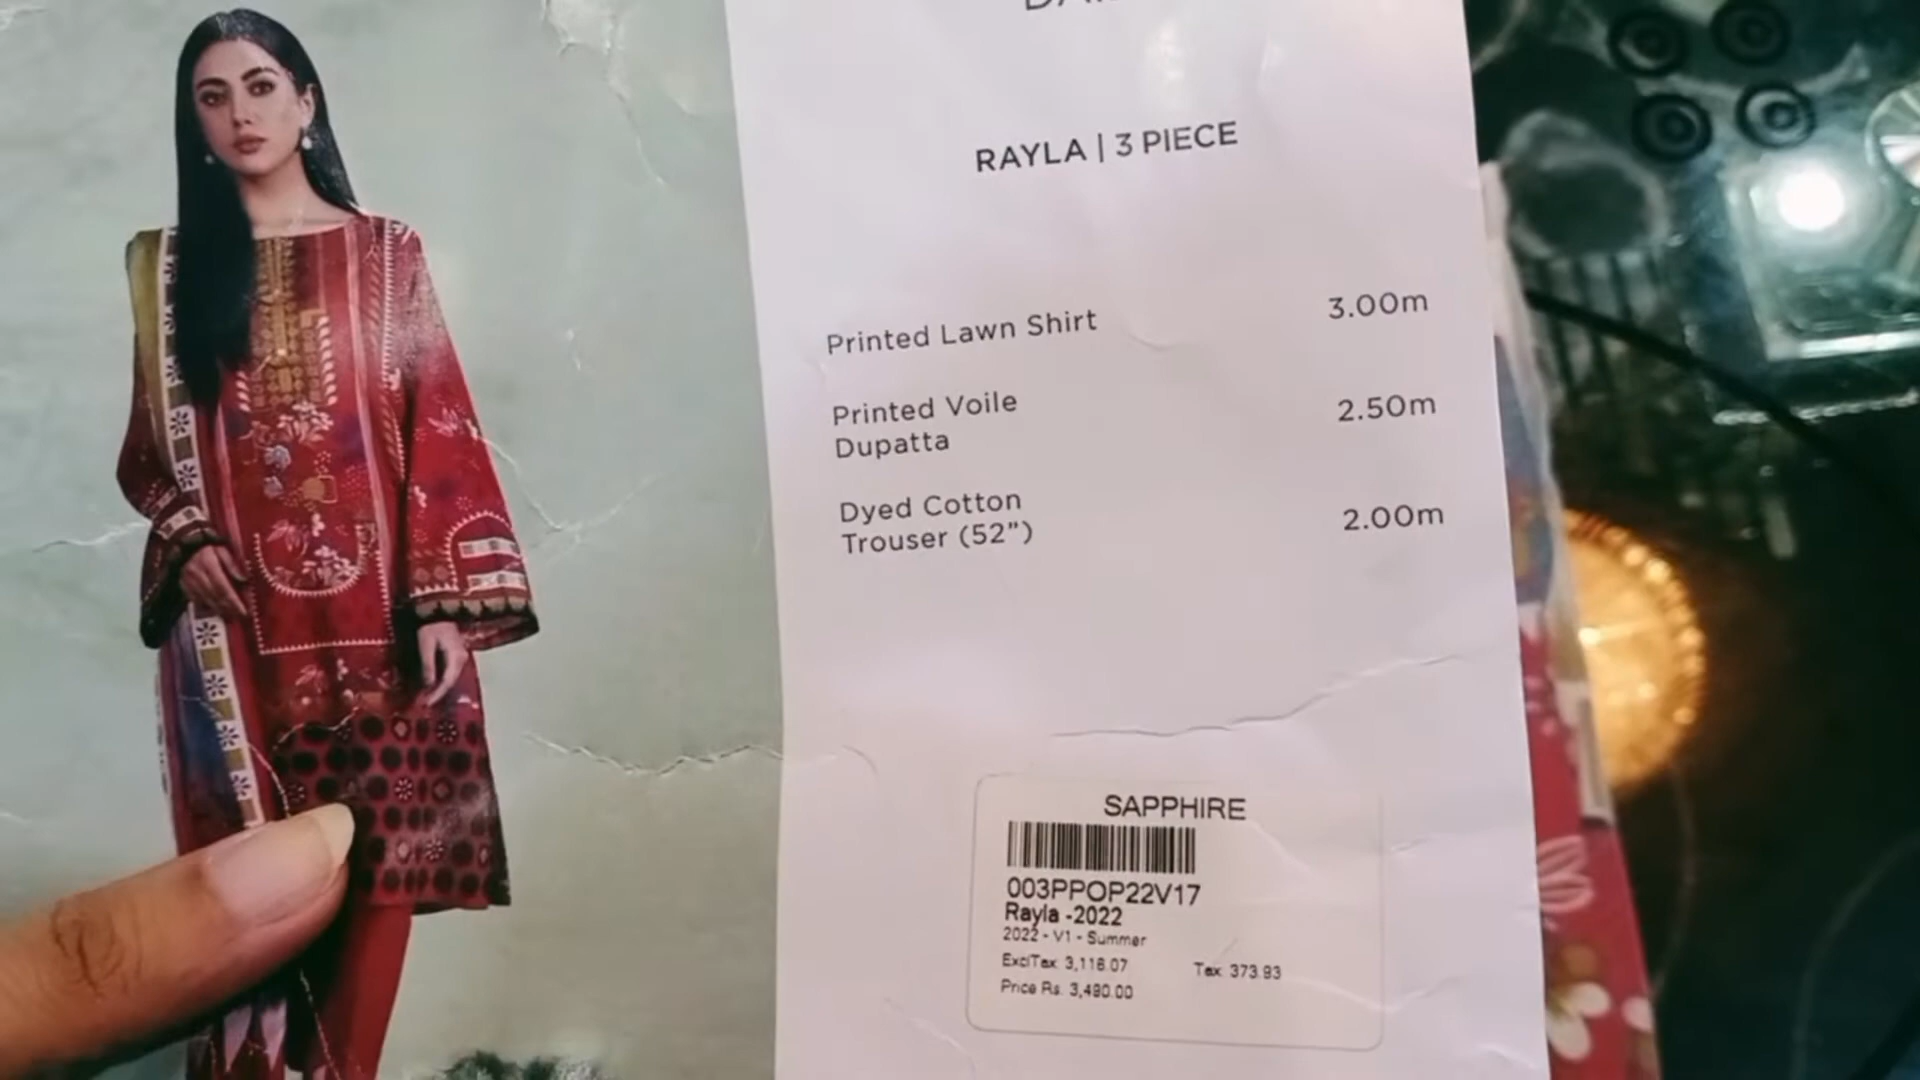 RAYLA | 3 PIECE
Printed Lawn Shirt 3.00m
Printed Voile 2.50m
Dupatta
Dyed Cotton 2.00m
Trouser (52")
SAPPHIRE
003PPOP22V17
Rayla -2022
2022 - V1 - Summer
ExclTax 3,116.07 Tax 373.93
Price Rs. 3,490.00